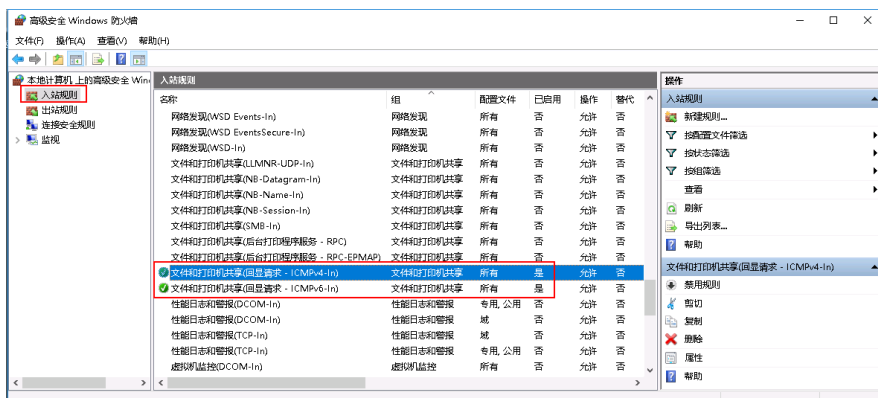 高级安全 Windows 防火墙
文件(F) 操作(A) 查看(V) 帮助(H)
本地计算机 上的高级安全 Win
入站规则
出站规则
连接安全规则
监视
入站规则
名称 组 配置文件 已启用 操作 替代
网络发现(WSD Events-In) 网络发现 所有 否 允许 否
网络发现(WSD EventsSecure-In) 网络发现 所有 否 允许 否
网络发现(WSD-In) 网络发现 所有 否 允许 否
文件和打印机共享(LLMNR-UDP-In) 文件和打印机共享 所有 否 允许 否
文件和打印机共享(NB-Datagram-In) 文件和打印机共享 所有 否 允许 否
文件和打印机共享(NB-Name-In) 文件和打印机共享 所有 否 允许 否
文件和打印机共享(NB-Session-In) 文件和打印机共享 所有 否 允许 否
文件和打印机共享(SMB-In) 文件和打印机共享 所有 否 允许 否
文件和打印机共享(后台打印程序服务 - RPC) 文件和打印机共享 所有 否 允许 否
文件和打印机共享(后台打印程序服务 - RPC-EPMAP) 文件和打印机共享 所有 否 允许 否
文件和打印机共享(回显请求 - ICMPv4-In) 文件和打印机共享 所有 是 允许 否
文件和打印机共享(回显请求 - ICMPv6-In) 文件和打印机共享 所有 是 允许 否
性能日志和警报(DCOM-In) 性能日志和警报 专用, 公用 否 允许 否
性能日志和警报(DCOM-In) 性能日志和警报 域 否 允许 否
性能日志和警报(TCP-In) 性能日志和警报 域 否 允许 否
性能日志和警报(TCP-In) 性能日志和警报 专用, 公用 否 允许 否
虚拟机监控(DCOM-In) 虚拟机监控 所有 否 允许 否
操作
入站规则
新建规则...
按配置文件筛选
按状态筛选
按组筛选
查看
刷新
导出列表...
帮助
文件和打印机共享(回显请求 - ICMPv4-In)
禁用规则
剪切
复制
删除
属性
帮助